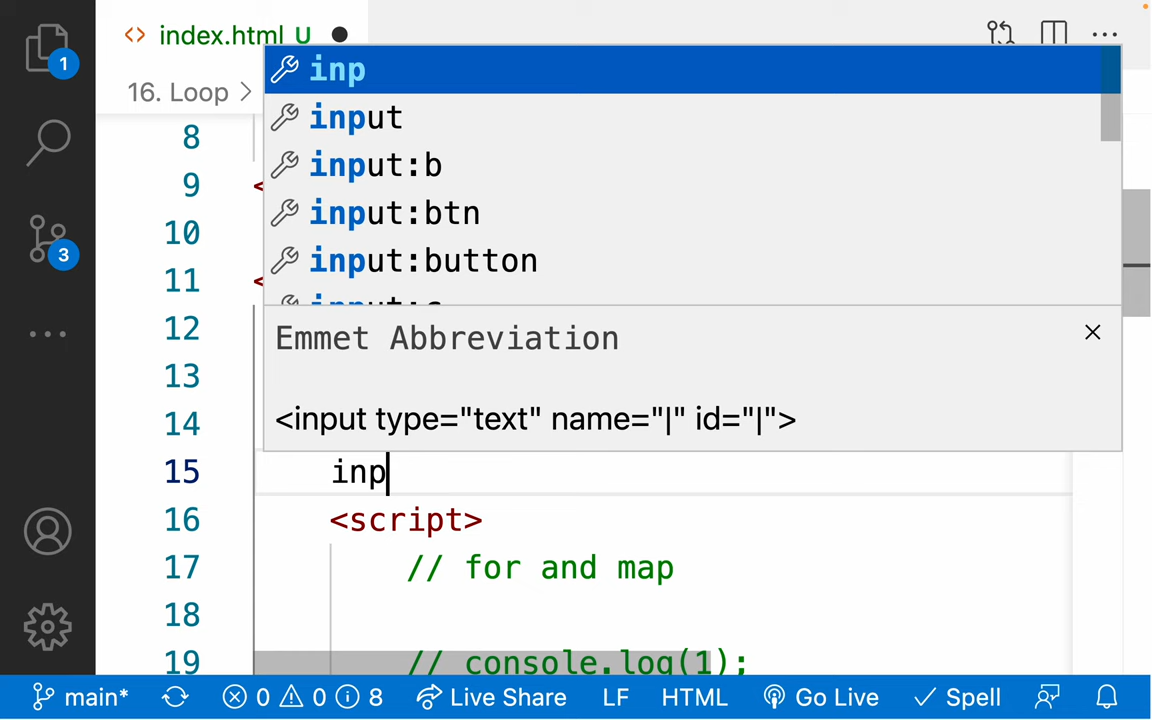 <> index.html U
16. Loop >
inp
input
input:b
input:btn
input:button
Emmet Abbreviation
<input type="text" name="|" id="|">
1
3
8
9 <
10
11 <
12
13
14
15 inp
16 <script>
17 // for and map
18
19 // console.log(1);
main* 0 0 8 Live Share LF HTML Go Live Spell